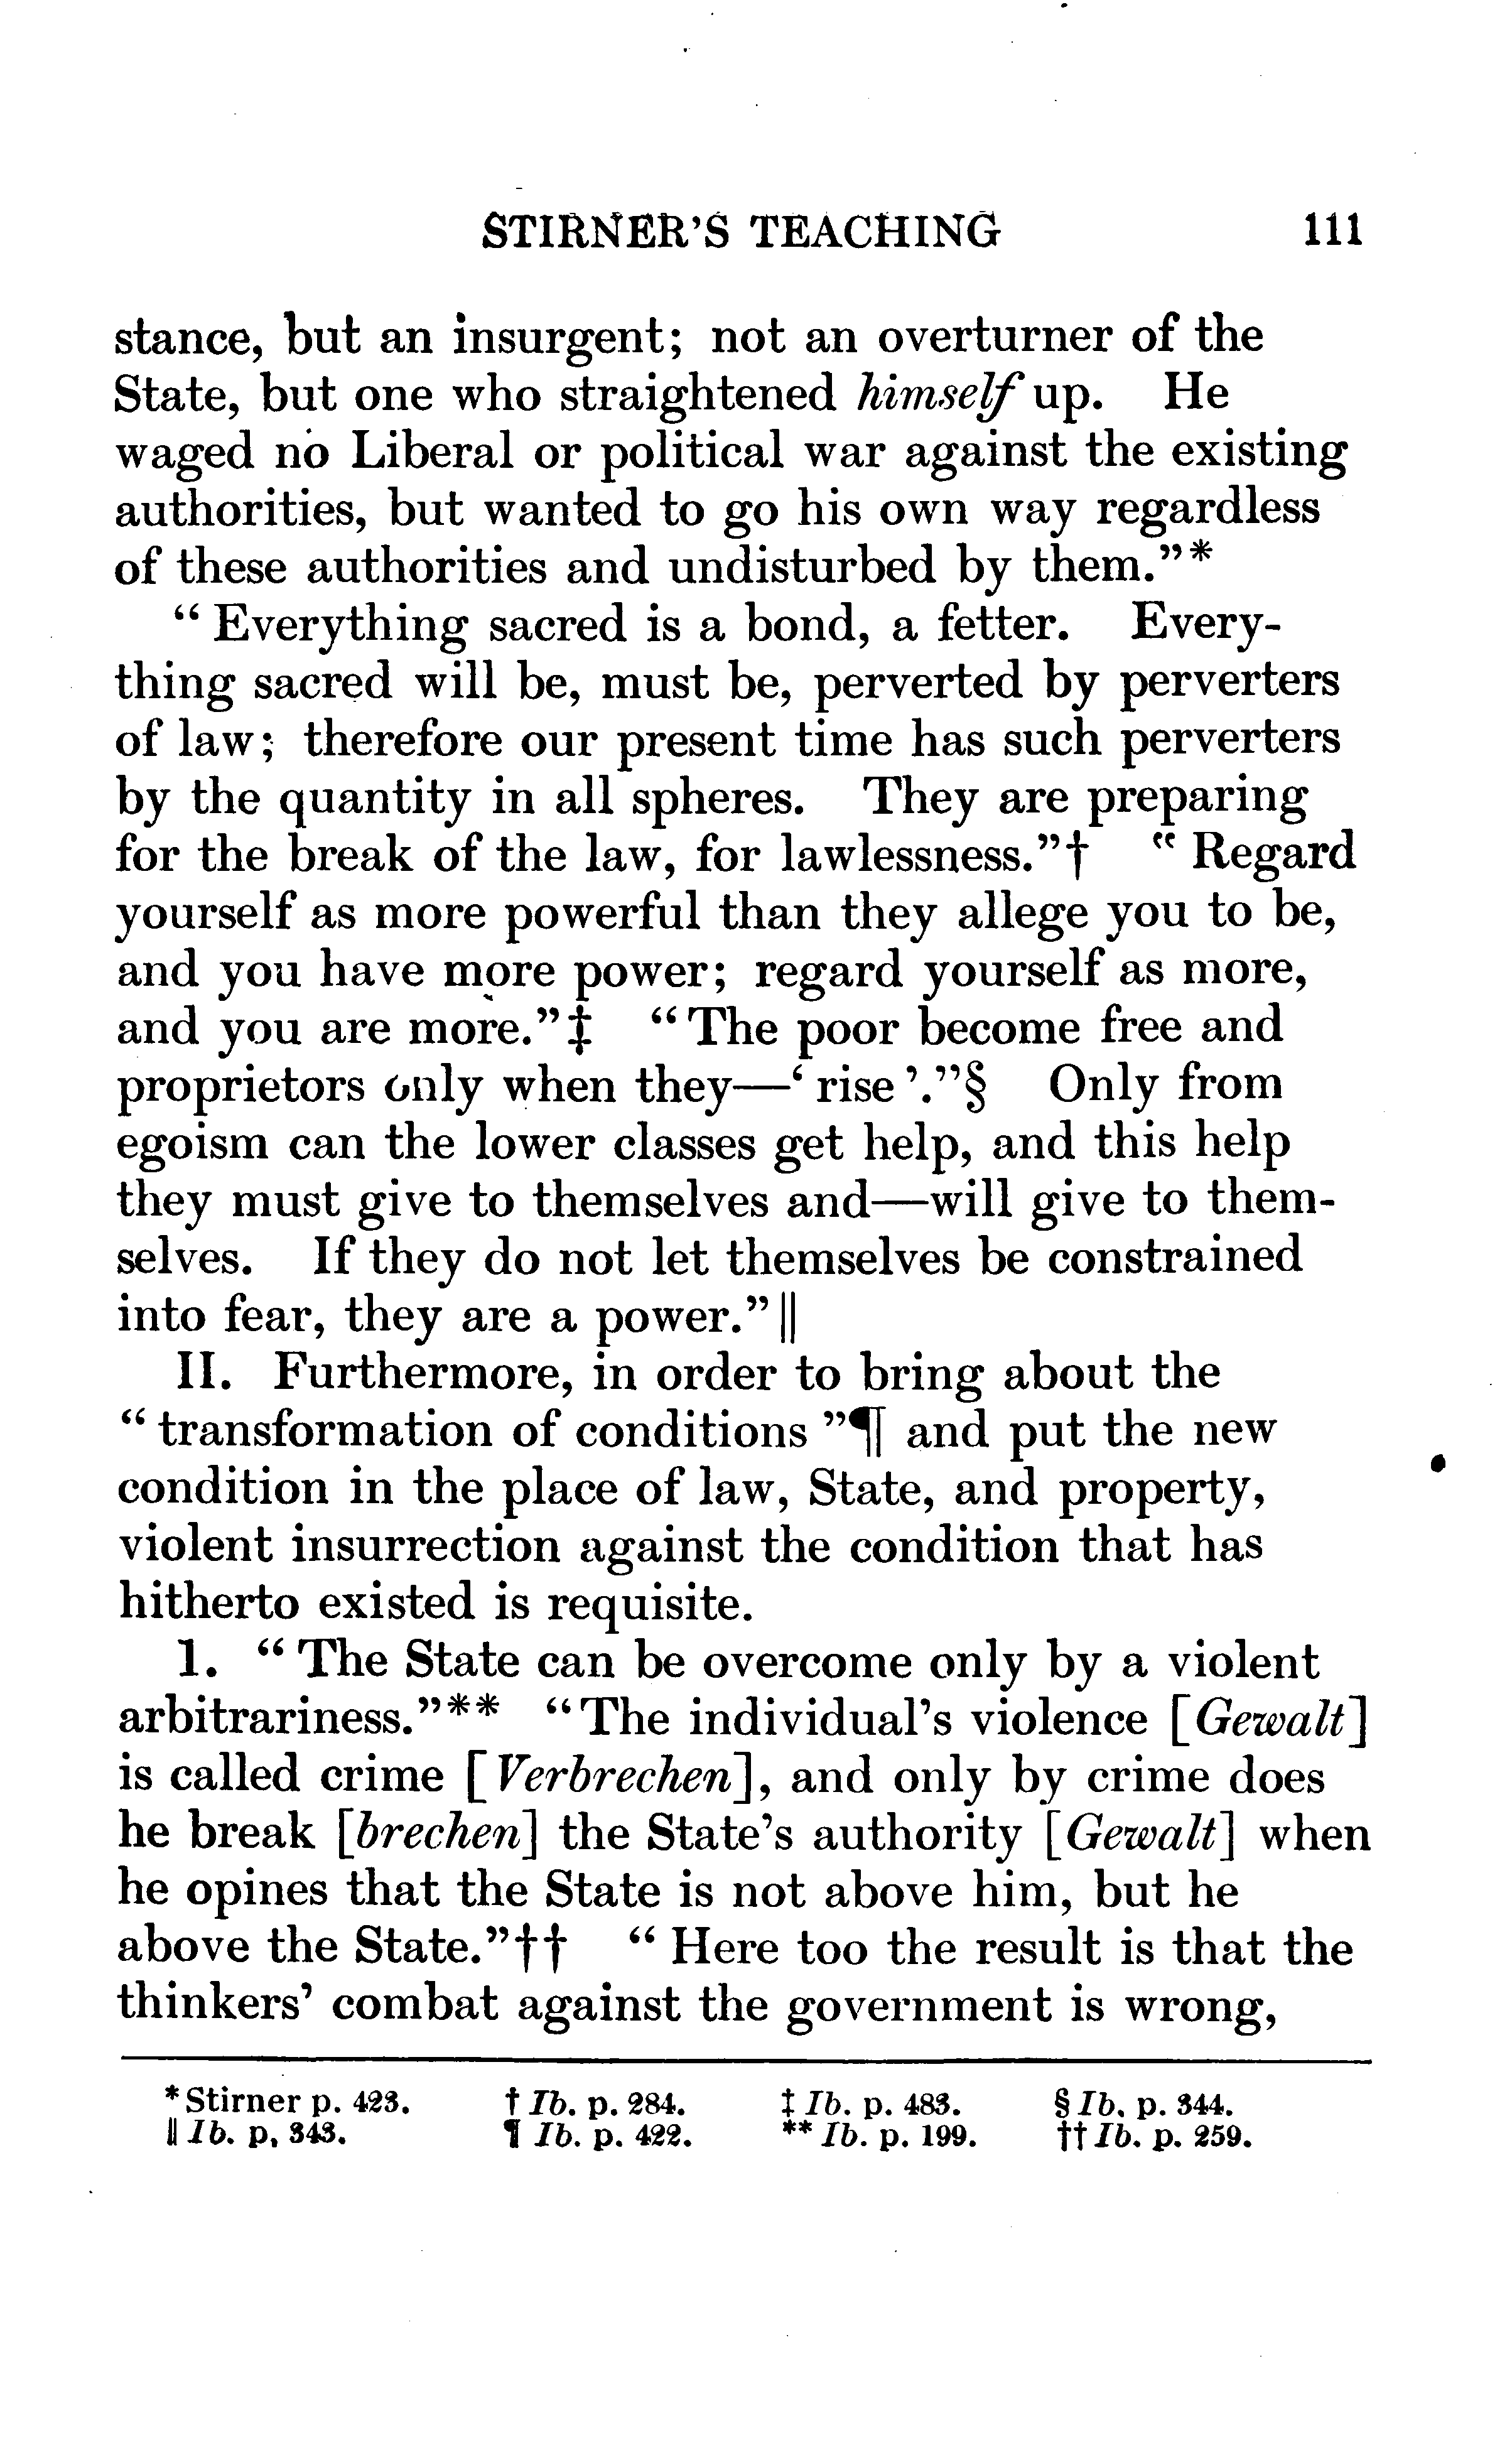 STIRNER'S TEACHING 111
stance, but an insurgent; not an overturner of the
State, but one who straightened himself up. He
waged no Liberal or political war against the existing
authorities, but wanted to go his own way regardless
of these authorities and undisturbed by them."*
"Everything sacred is a bond, a fetter. Every-
thing sacred will be, must be, perverted by perverters
of law; therefore our present time has such perverters
by the quantity in all spheres. They are preparing
for the break of the law, for lawlessness."† "Regard
yourself as more powerful than they allege you to be,
and you have more power; regard yourself as more,
and you are more."‡ "The poor become free and
proprietors only when they—'rise'."§ Only from
egoism can the lower classes get help, and this help
they must give to themselves and—will give to them-
selves. If they do not let themselves be constrained
into fear, they are a power."‖
II. Furthermore, in order to bring about the
"transformation of conditions"¶ and put the new
condition in the place of law, State, and property,
violent insurrection against the condition that has
hitherto existed is requisite.
1. "The State can be overcome only by a violent
arbitrariness."** "The individual's violence [Gewalt]
is called crime [Verbrechen], and only by crime does
he break [brechen] the State's authority [Gewalt] when
he opines that the State is not above him, but he
above the State."†† "Here too the result is that the
thinkers' combat against the government is wrong,
*Stirner p. 423. †Ib. p. 284. ‡Ib. p. 483. §Ib. p. 344.
‖Ib. p. 343. ¶Ib. p. 422. **Ib. p. 199. ††Ib. p. 259.